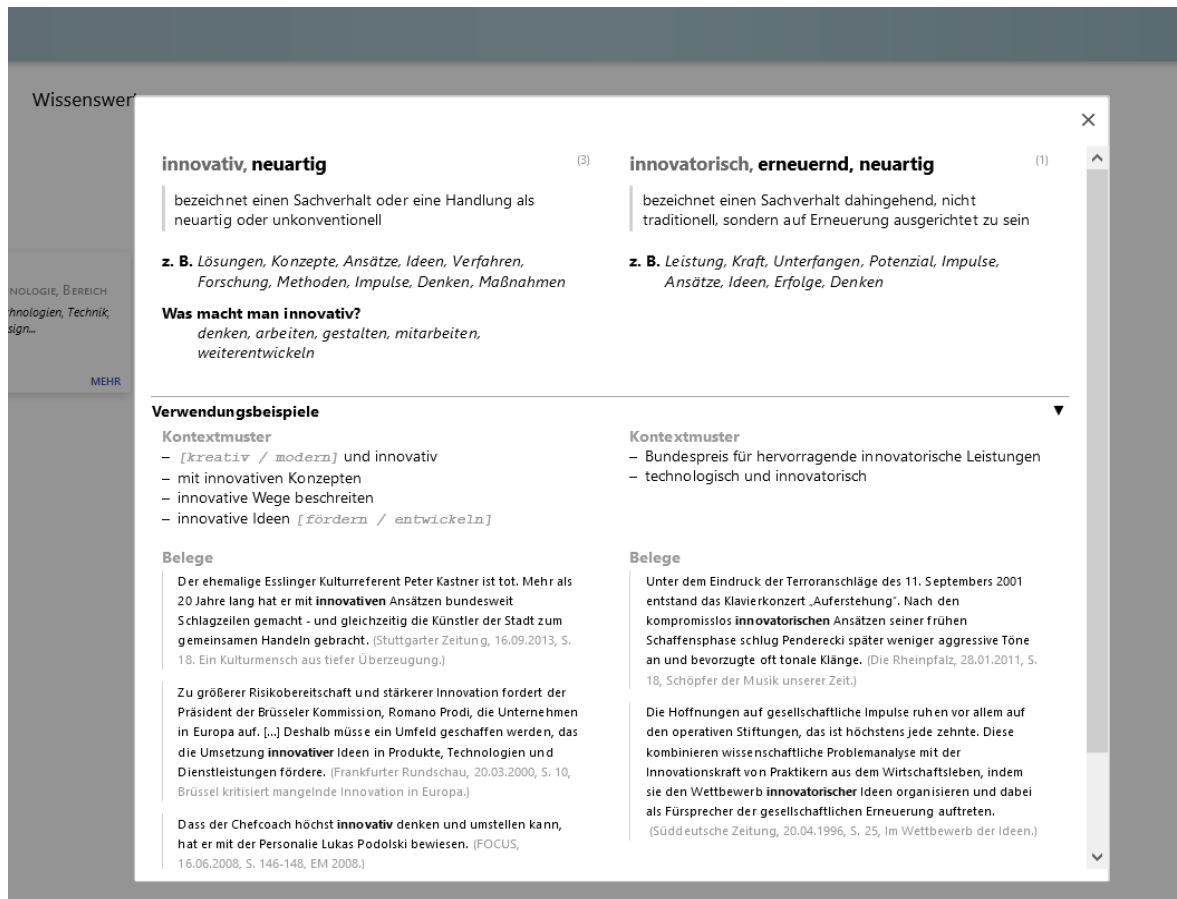 Wissenswer
NOLOGIE, BEREICH
hnologien, Technik,
sign...
MEHR
×
innovativ, neuartig (3)
bezeichnet einen Sachverhalt oder eine Handlung als
neuartig oder unkonventionell
z. B. Lösungen, Konzepte, Ansätze, Ideen, Verfahren,
Forschung, Methoden, Impulse, Denken, Maßnahmen
Was macht man innovativ?
denken, arbeiten, gestalten, mitarbeiten,
weiterentwickeln
innovatorisch, erneuernd, neuartig (1)
bezeichnet einen Sachverhalt dahingehend, nicht
traditionell, sondern auf Erneuerung ausgerichtet zu sein
z. B. Leistung, Kraft, Unterfangen, Potenzial, Impulse,
Ansätze, Ideen, Erfolge, Denken
Verwendungsbeispiele ▼
Kontextmuster
– [kreativ / modern] und innovativ
– mit innovativen Konzepten
– innovative Wege beschreiten
– innovative Ideen [fördern / entwickeln]
Belege
Der ehemalige Esslinger Kulturreferent Peter Kastner ist tot. Mehr als
20 Jahre lang hat er mit innovativen Ansätzen bundesweit
Schlagzeilen gemacht - und gleichzeitig die Künstler der Stadt zum
gemeinsamen Handeln gebracht. (Stuttgarter Zeitung, 16.09.2013, S.
18. Ein Kulturmensch aus tiefer Überzeugung.)
Zu größerer Risikobereitschaft und stärkerer Innovation fordert der
Präsident der Brüsseler Kommission, Romano Prodi, die Unternehmen
in Europa auf. [...] Deshalb müsse ein Umfeld geschaffen werden, das
die Umsetzung innovativer Ideen in Produkte, Technologien und
Dienstleistungen fördere. (Frankfurter Rundschau, 20.03.2000, S. 10,
Brüssel kritisiert mangelnde Innovation in Europa.)
Dass der Chefcoach höchst innovativ denken und umstellen kann,
hat er mit der Personalie Lukas Podolski bewiesen. (FOCUS,
16.06.2008, S. 146-148, EM 2008.)
Kontextmuster
– Bundespreis für hervorragende innovatorische Leistungen
– technologisch und innovatorisch
Belege
Unter dem Eindruck der Terroranschläge des 11. Septembers 2001
entstand das Klavierkonzert „Auferstehung“. Nach den
kompromisslos innovatorischen Ansätzen seiner frühen
Schaffensphase schlug Penderecki später weniger aggressive Töne
an und bevorzugte oft tonale Klänge. (Die Rheinpfalz, 28.01.2011, S.
18, Schöpfer der Musik unserer Zeit.)
Die Hoffnungen auf gesellschaftliche Impulse ruhen vor allem auf
den operativen Stiftungen, das ist höchstens jede zehnte. Diese
kombinieren wissenschaftliche Problemanalyse mit der
Innovationskraft von Praktikern aus dem Wirtschaftsleben, indem
sie den Wettbewerb innovatorischer Ideen organisieren und dabei
als Fürsprecher der gesellschaftlichen Erneuerung auftreten.
(Süddeutsche Zeitung, 20.04.1996, S. 25, Im Wettbewerb der Ideen.)